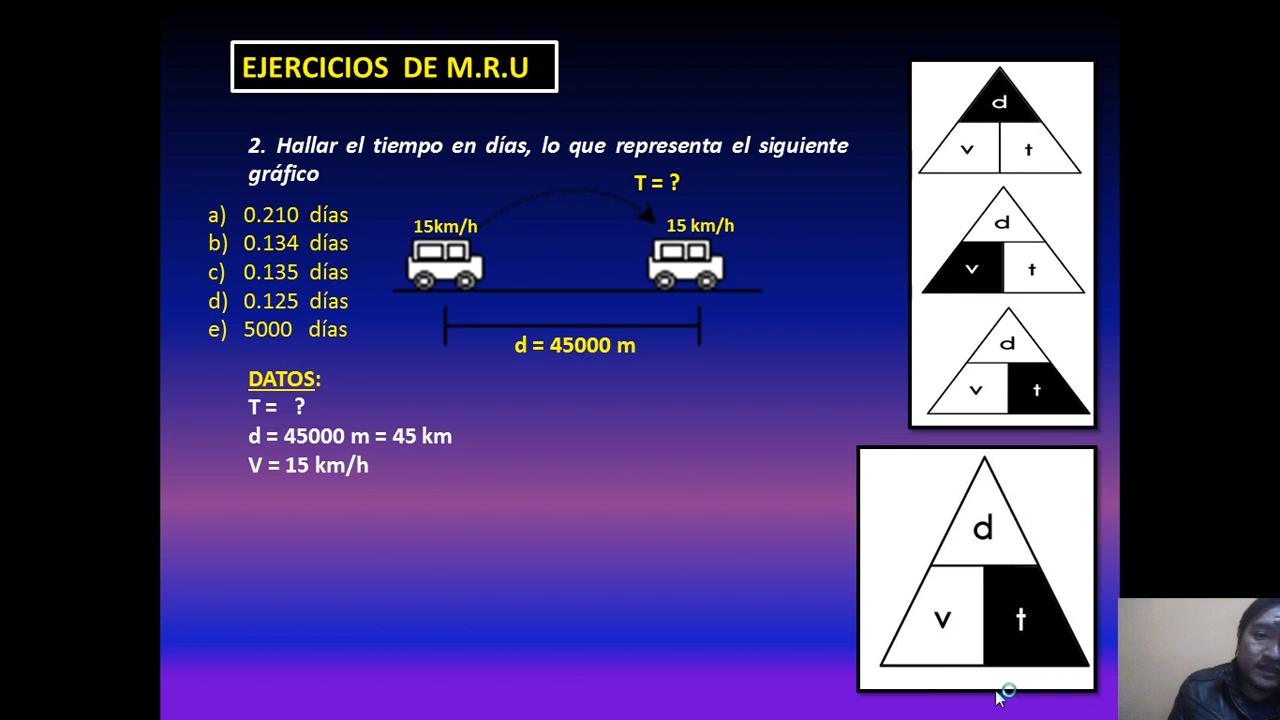 EJERCICIOS DE M.R.U
2. Hallar el tiempo en días, lo que representa el siguiente
gráfico
a) 0.210 días
b) 0.134 días
c) 0.135 días
d) 0.125 días
e) 5000 días
T = ?
15km/h
15 km/h
d = 45000 m
DATOS:
T = ?
d = 45000 m = 45 km
V = 15 km/h
d
v t
d
v t
d
v t
d
v t